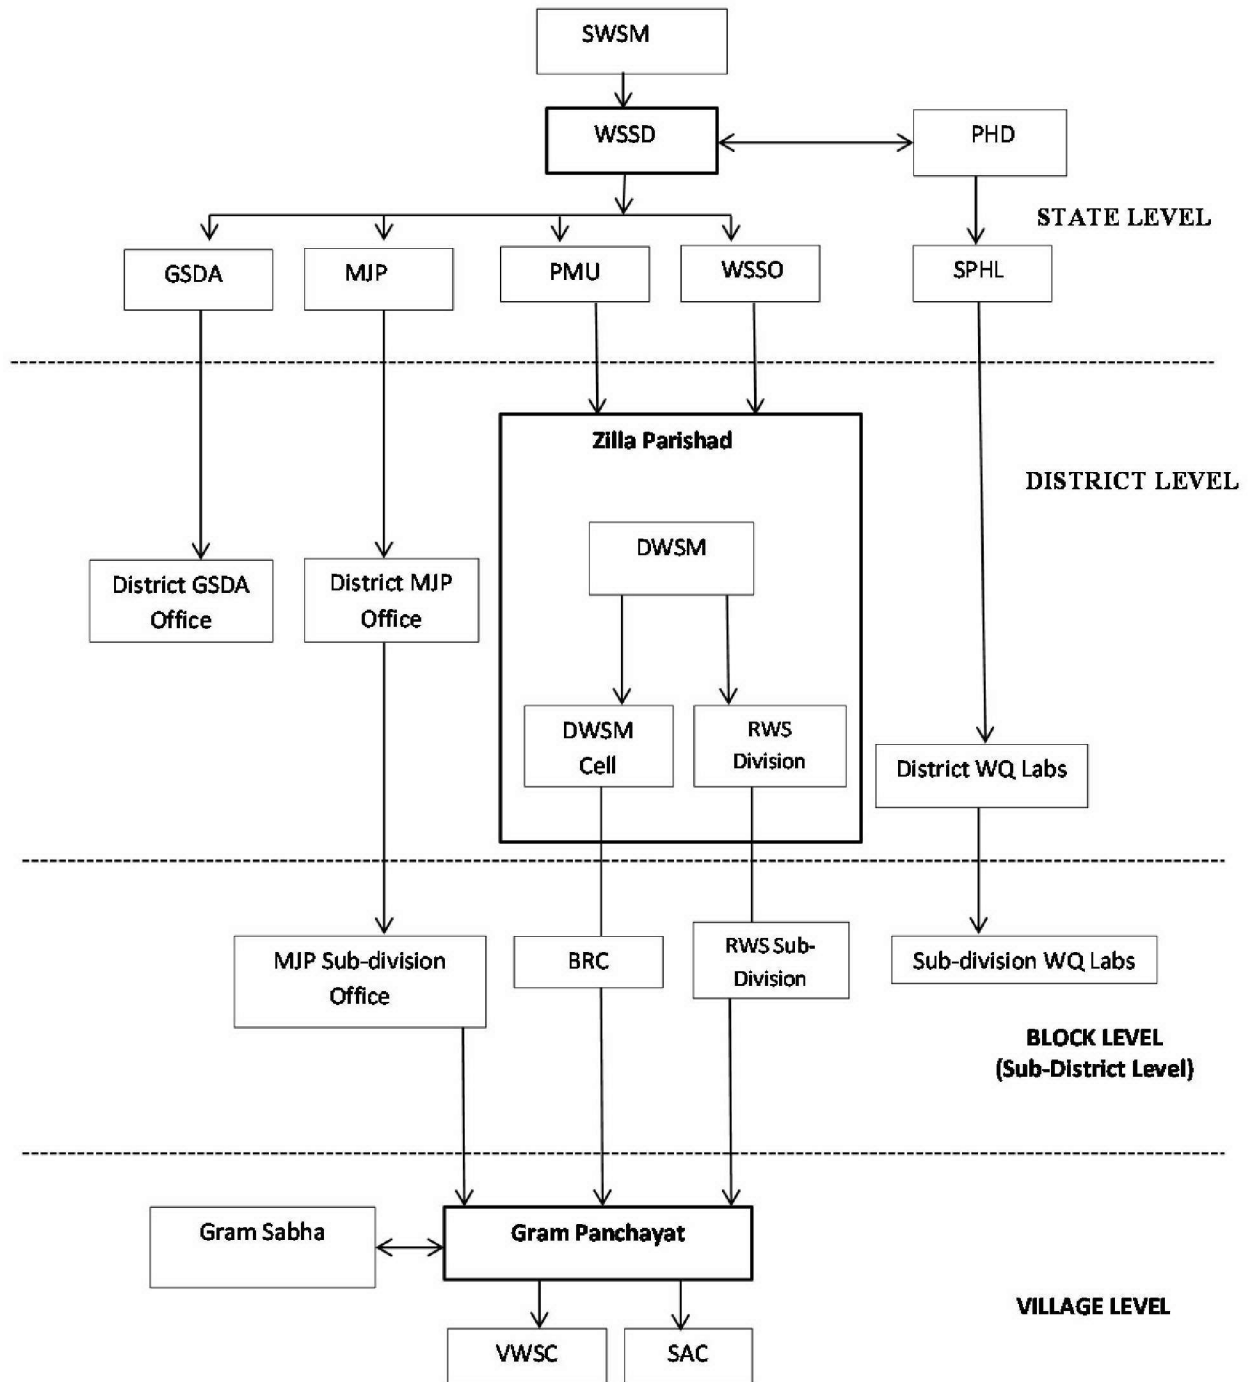 SWSM
WSSD
PHD
STATE LEVEL
GSDA
MJP
PMU
WSSO
SPHL
Zilla Parishad
DISTRICT LEVEL
DWSM
District GSDA
Office
District MJP
Office
DWSM
Cell
RWS
Division
District WQ Labs
MJP Sub-division
Office
BRC
RWS Sub-
Division
Sub-division WQ Labs
BLOCK LEVEL
(Sub-District Level)
Gram Sabha
Gram Panchayat
VILLAGE LEVEL
VWSC
SAC